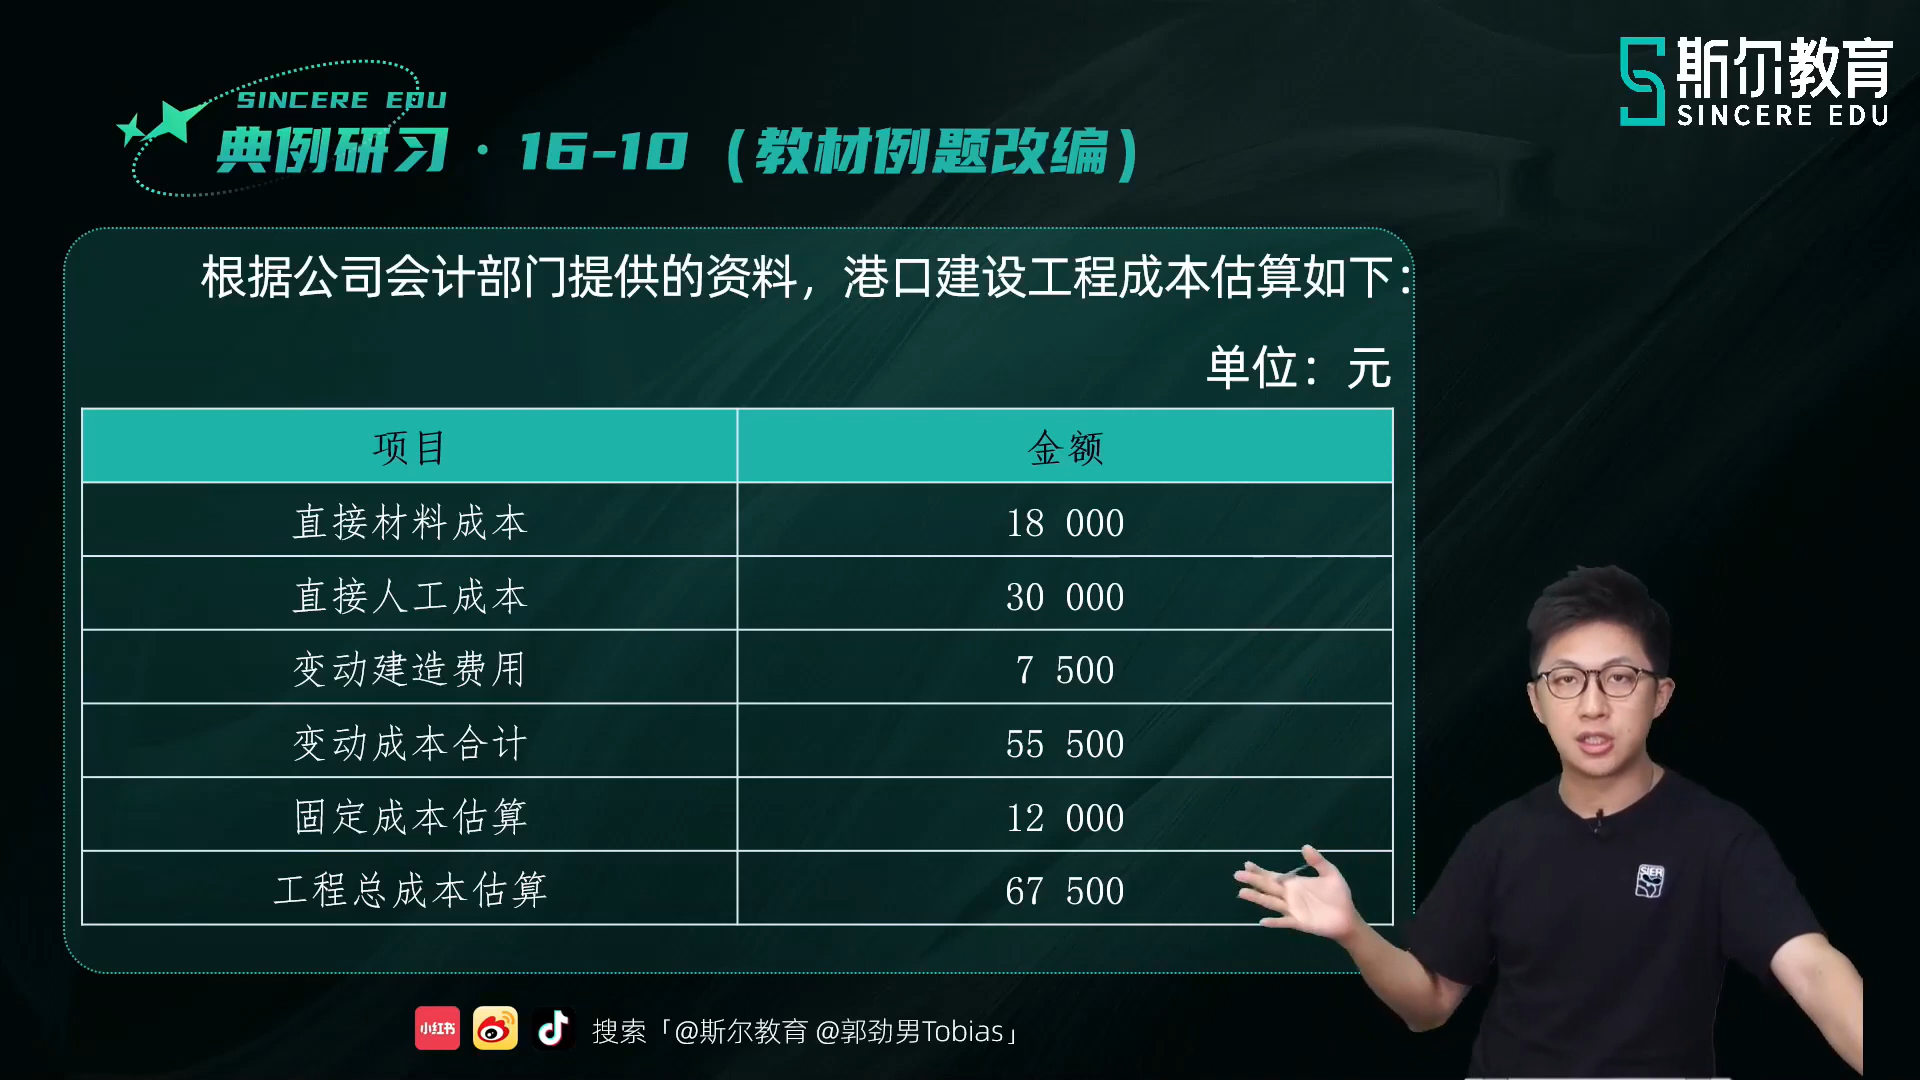 SINCERE EDU
典例研习·16-10（教材例题改编）
斯尔教育
SINCERE EDU
根据公司会计部门提供的资料，港口建设工程成本估算如下：
单位：元
项目 金额
直接材料成本 18 000
直接人工成本 30 000
变动建造费用 7 500
变动成本合计 55 500
固定成本估算 12 000
工程总成本估算 67 500
SIER
小红书 搜索「@斯尔教育 @郭劲男Tobias」